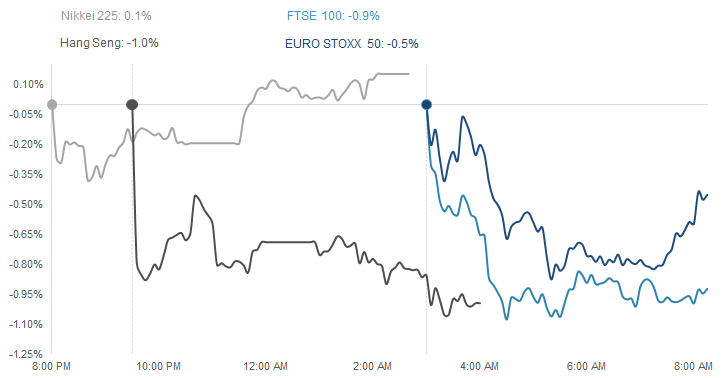 Nikkei 225: 0.1%
FTSE 100: -0.9%
Hang Seng: -1.0%
EURO STOXX 50: -0.5%
0.10%
-0.05%
-0.20%
-0.35%
-0.50%
-0.65%
-0.80%
-0.95%
-1.10%
-1.25%
8:00 PM
10:00 PM
12:00 AM
2:00 AM
4:00 AM
6:00 AM
8:00 AM